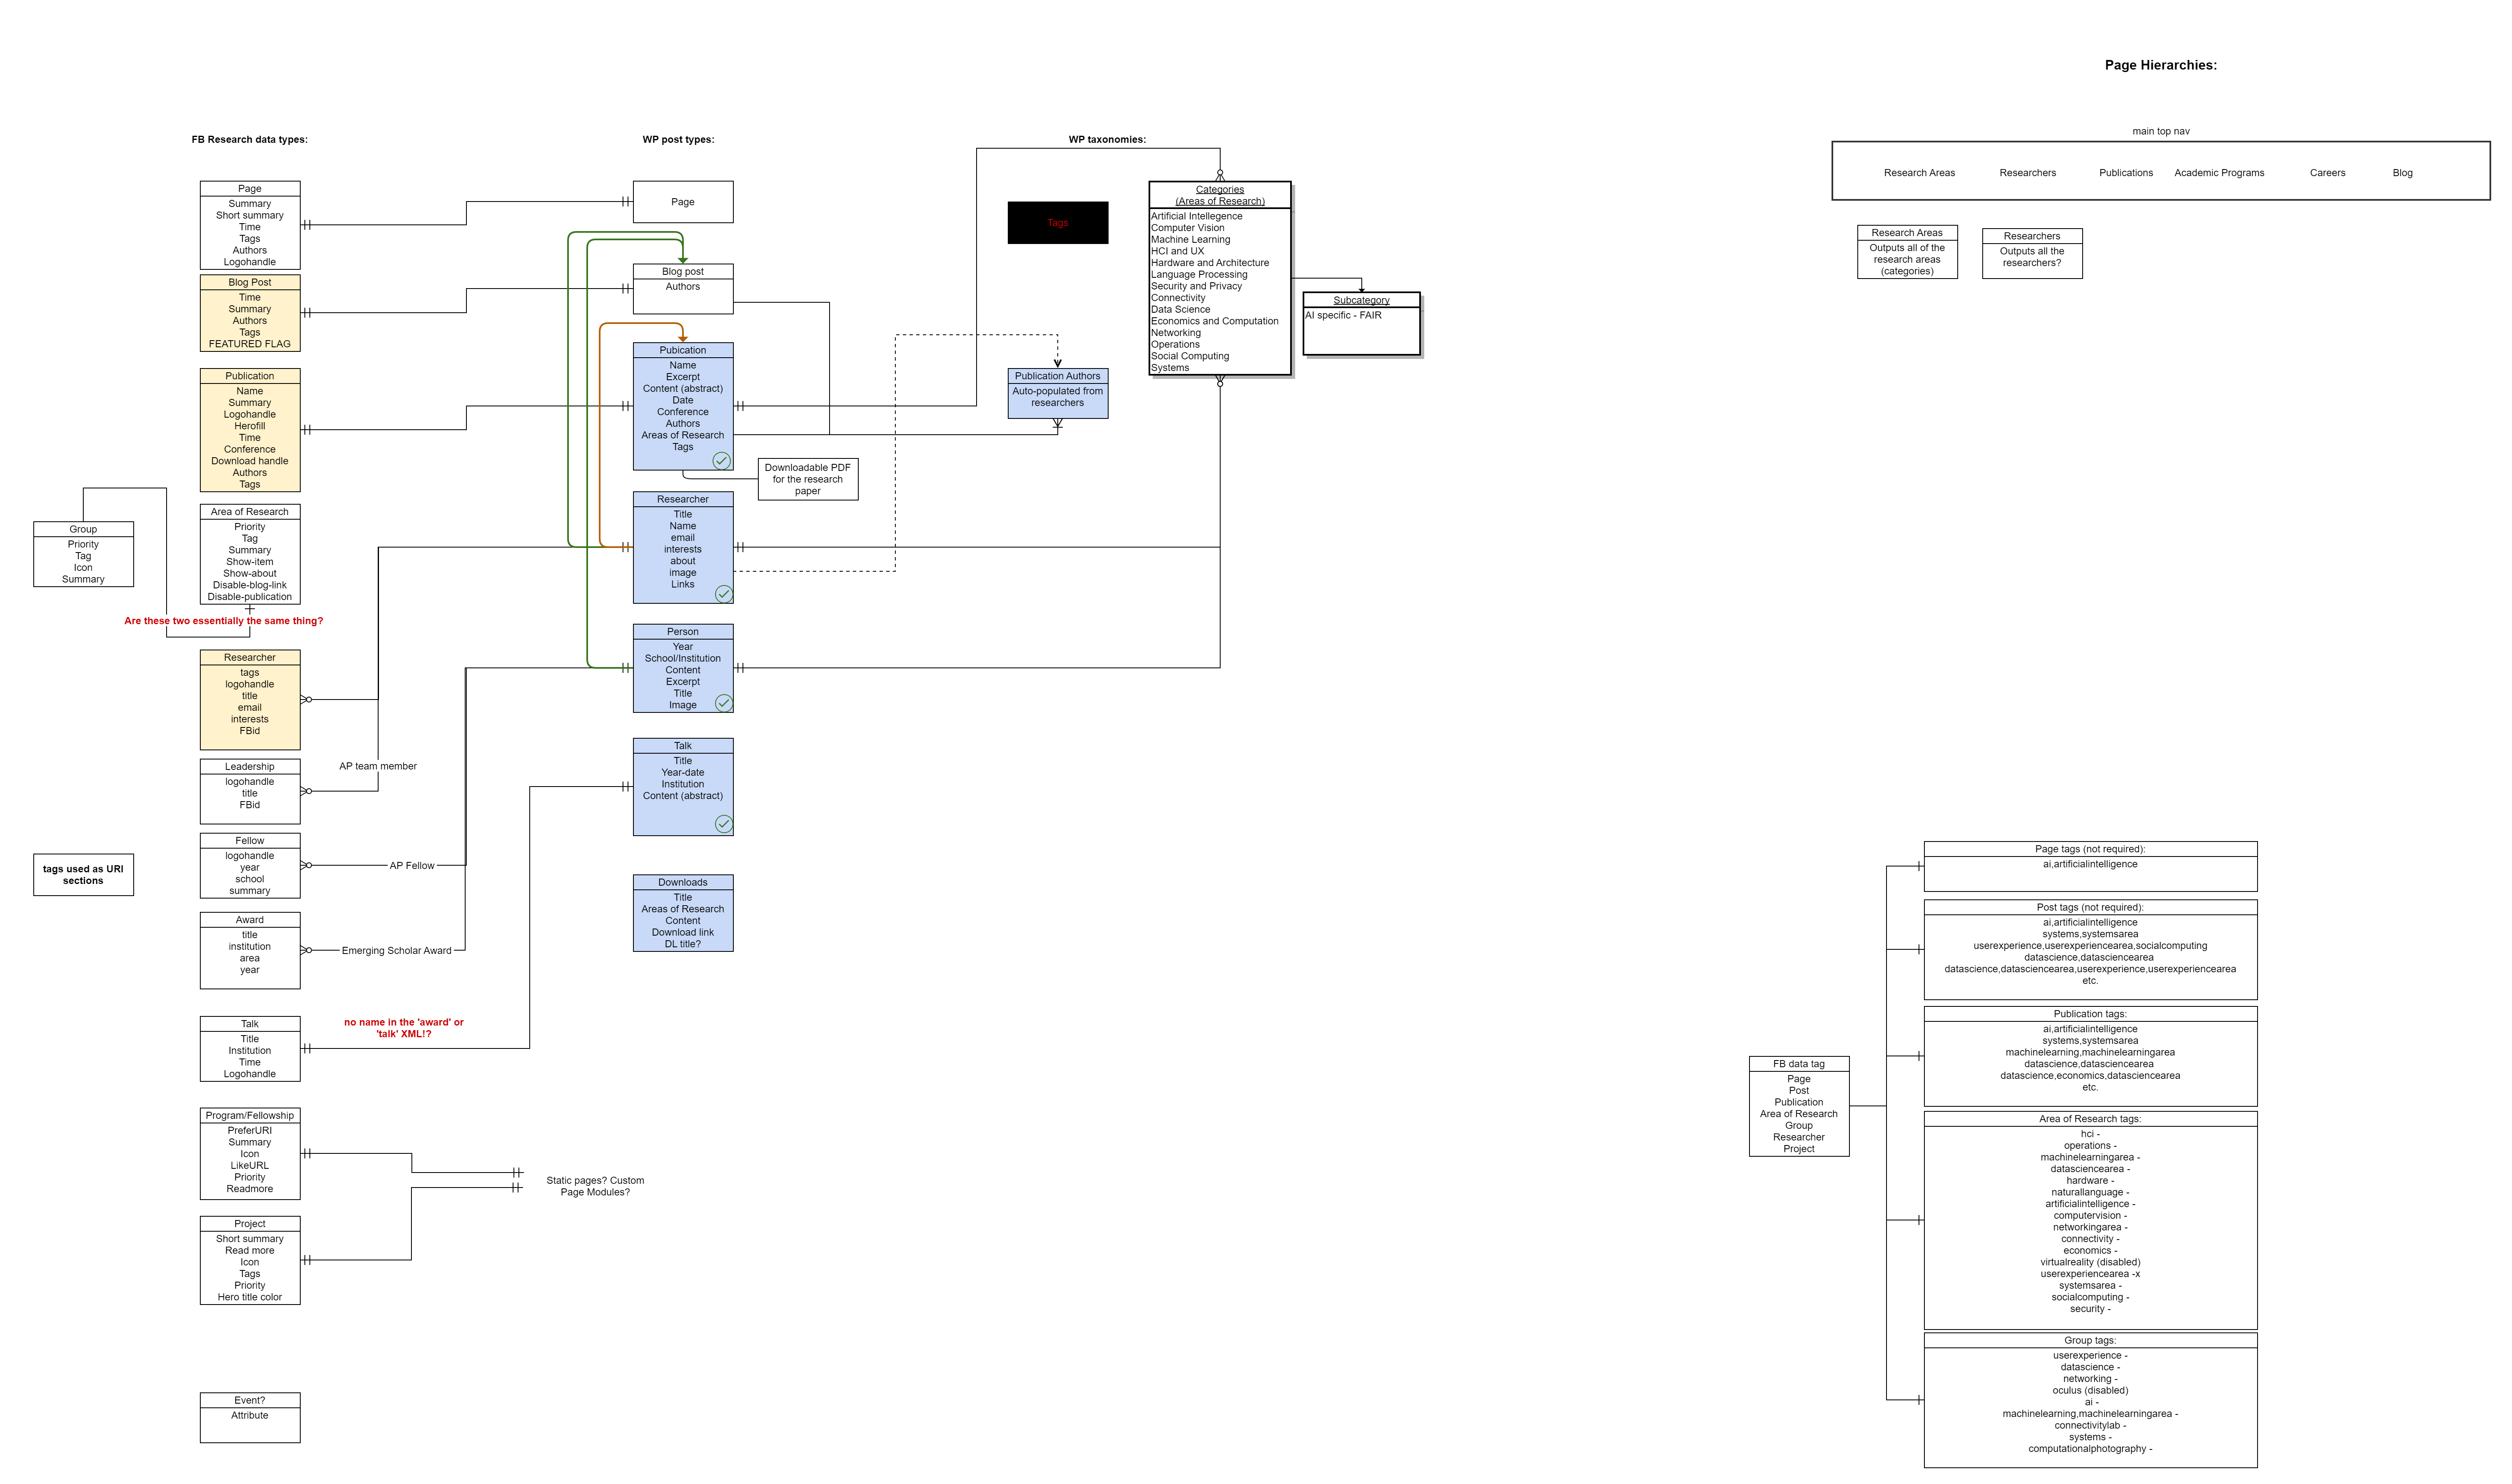 Page Hierarchies:
FB Research data types:
WP post types:
WP taxonomies:
main top nav
Research Areas
Researchers
Publications
Academic Programs
Careers
Blog
Page
Summary
Short summary
Time
Tags
Authors
Logohandle
Blog Post
Time
Summary
Authors
Tags
FEATURED FLAG
Publication
Name
Summary
Logohandle
Herofill
Time
Conference
Download handle
Authors
Tags
Group
Priority
Tag
Icon
Summary
Area of Research
Priority
Tag
Summary
Show-item
Show-about
Disable-blog-link
Disable-publication
Are these two essentially the same thing?
Researcher
tags
logohandle
title
email
interests
FBid
AP team member
Leadership
logohandle
title
FBid
tags used as URI
sections
Fellow
logohandle
year
school
summary
AP Fellow
Award
title
institution
area
year
Emerging Scholar Award
Talk
Title
Institution
Time
Logohandle
no name in the 'award' or
'talk' XML!?
Program/Fellowship
PreferURI
Summary
Icon
LikeURL
Priority
Readmore
Static pages? Custom
Page Modules?
Project
Short summary
Read more
Icon
Tags
Priority
Hero title color
Event?
Attribute
Page
Blog post
Authors
Pubication
Name
Excerpt
Content (abstract)
Date
Conference
Authors
Areas of Research
Tags
Downloadable PDF
for the research
paper
Researcher
Title
Name
email
interests
about
image
Links
Person
Year
School/Institution
Content
Excerpt
Title
Image
Talk
Title
Year-date
Institution
Content (abstract)
Downloads
Title
Areas of Research
Content
Download link
DL title?
Tags
Publication Authors
Auto-populated from
researchers
Categories
(Areas of Research)
Artificial Intellegence
Computer Vision
Machine Learning
HCI and UX
Hardware and Architecture
Language Processing
Security and Privacy
Connectivity
Data Science
Economics and Computation
Networking
Operations
Social Computing
Systems
Subcategory
AI specific - FAIR
Research Areas
Outputs all of the
research areas
(categories)
Researchers
Outputs all the
researchers?
FB data tag
Page
Post
Publication
Area of Research
Group
Researcher
Project
Page tags (not required):
ai,artificialintelligence
Post tags (not required):
ai,artificialintelligence
systems,systemsarea
userexperience,userexperiencearea,socialcomputing
datascience,datasciencearea
datascience,datasciencearea,userexperience,userexperiencearea
etc.
Publication tags:
ai,artificialintelligence
systems,systemsarea
machinelearning,machinelearningarea
datascience,datasciencearea
datascience,economics,datasciencearea
etc.
Area of Research tags:
hci -
operations -
machinelearningarea -
datasciencearea -
hardware -
naturallanguage -
artificialintelligence -
computervision -
networkingarea -
connectivity -
economics -
virtualreality (disabled)
userexperiencearea -x
systemsarea -
socialcomputing -
security -
Group tags:
userexperience -
datascience -
networking -
oculus (disabled)
ai -
machinelearning,machinelearningarea -
connectivitylab -
systems -
computationalphotography -